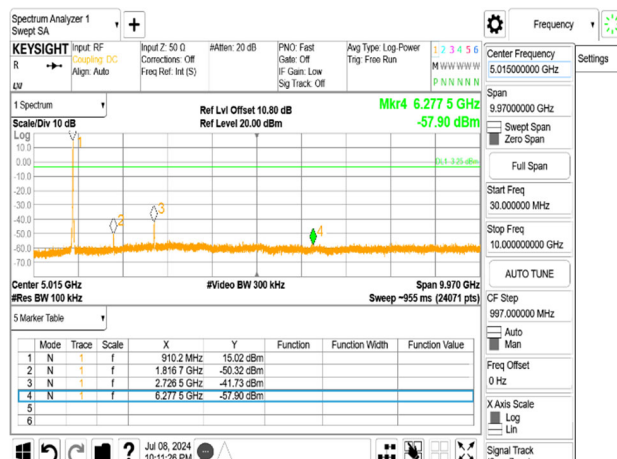 Spectrum Analyzer 1
Swept SA
+
Frequency
KEYSIGHT
R
Input: RF
Coupling: DC
Align: Auto
Input Z: 50 Ω
Corrections: Off
Freq Ref: Int (S)
#Atten: 20 dB
PNO: Fast
Gate: Off
IF Gain: Low
Sig Track: Off
Avg Type: Log-Power
Trig: Free Run
1 2 3 4 5 6
M W W W W W
P N N N N N
Center Frequency
5.015000000 GHz
Settings
Span
9.97000000 GHz
Swept Span
Zero Span
Full Span
Start Freq
30.000000 MHz
Stop Freq
10.00000000 GHz
AUTO TUNE
CF Step
997.000000 MHz
Auto
Man
Freq Offset
0 Hz
X Axis Scale
Log
Lin
Signal Track
1 Spectrum
Scale/Div 10 dB
Log
Ref Lvl Offset 10.80 dB
Ref Level 20.00 dBm
Mkr4 6.277 5 GHz
-57.90 dBm
10.0
0.00
-10.0
-20.0
-30.0
-40.0
-50.0
-60.0
-70.0
1
2
3
4
Center 5.015 GHz
#Res BW 100 kHz
#Video BW 300 kHz
Span 9.970 GHz
Sweep ~955 ms (24071 pts)
5 Marker Table
Mode Trace Scale X Y Function Function Width Function Value
1 N 1 f 910.2 MHz 15.02 dBm
2 N 1 f 1.816 7 GHz -50.32 dBm
3 N 1 f 2.726 5 GHz -41.73 dBm
4 N 1 f 6.277 5 GHz -57.90 dBm
5
6
?
Jul 08, 2024
10:11:26 PM